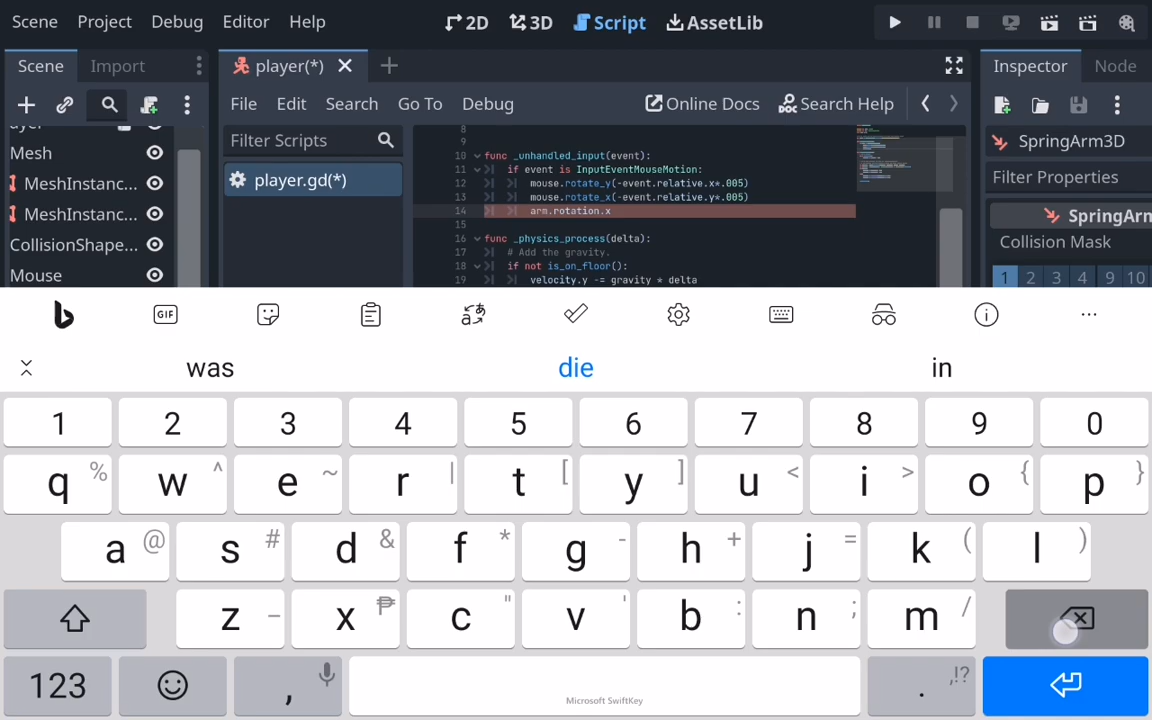 Scene Project Debug Editor Help 2D 3D Script AssetLib
Scene Import player(*) Inspector Node
File Edit Search Go To Debug Online Docs Search Help
Filter Scripts SpringArm3D
Mesh player.gd(*) Filter Properties
MeshInstanc...
MeshInstanc... SpringArm
CollisionShape... Collision Mask
Mouse 1 2 3 4 9 10
8
9
10 func _unhandled_input(event):
11 if event is InputEventMouseMotion:
12 mouse.rotate_y(-event.relative.x*.005)
13 mouse.rotate_x(-event.relative.y*.005)
14 arm.rotation.x
15
16 func _physics_process(delta):
17 # Add the gravity.
18 if not is_on_floor():
19 velocity.y -= gravity * delta
GIF
was die in
1 2 3 4 5 6 7 8 9 0
q % w ^ e ~ r | t [ y ] u < i > o { p }
a @ s # d & f * g - h + j = k ( l )
z _ x ₱ c " v ' b : n ; m /
123 , Microsoft SwiftKey . ,!?